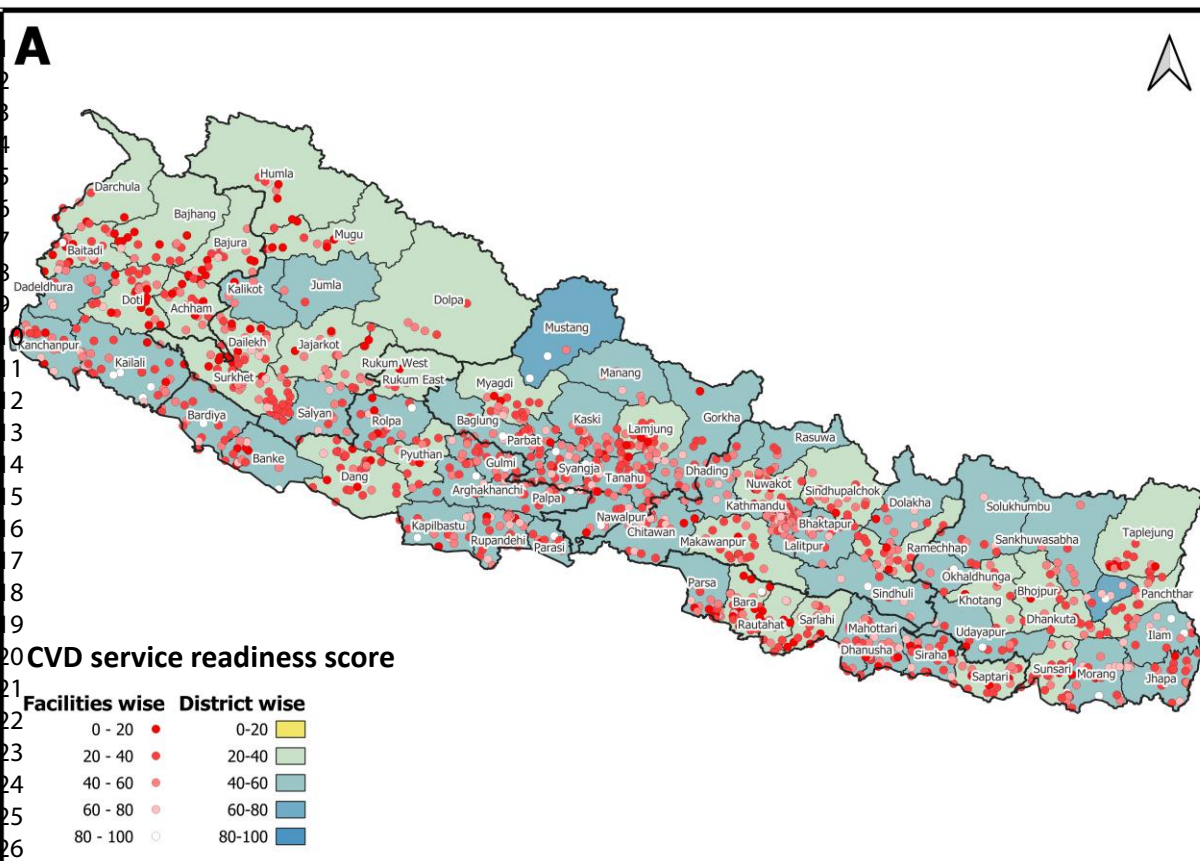 A
1
2
3
4
5
6
7
8
9
10
11
12
13
14
15
16
17
18
19
20
21
22
23
24
25
26
Darchula
Humla
Bajhang
Bajura
Mugu
Baitadi
Dadeldhura
Doti
Achham
Kalikot
Jumla
Dolpa
Mustang
Kanchanpur
Kailali
Dailekh
Jajarkot
Surkhet
Rukum West
Rukum East
Myagdi
Manang
Bardiya
Salyan
Rolpa
Baglung
Kaski
Lamjung
Gorkha
Banke
Dang
Pyuthan
Parbat
Gulmi
Syangja
Tanahu
Dhading
Rasuwa
Arghakhanchi
Palpa
Nuwakot
Sindhupalchok
Dolakha
Solukhumbu
Kapilbastu
Rupandehi
Parasi
Nawalpur
Chitawan
Kathmandu
Bhaktapur
Lalitpur
Makawanpur
Ramechhap
Sankhuwasabha
Taplejung
Parsa
Bara
Rautahat
Sarlahi
Sindhuli
Okhaldhunga
Khotang
Bhojpur
Dhankuta
Panchthar
Mahottari
Dhanusha
Siraha
Udayapur
Saptari
Sunsari
Morang
Ilam
Jhapa
CVD service readiness score
Facilities wise District wise
0 - 20 0-20
20 - 40 20-40
40 - 60 40-60
60 - 80 60-80
80 - 100 80-100